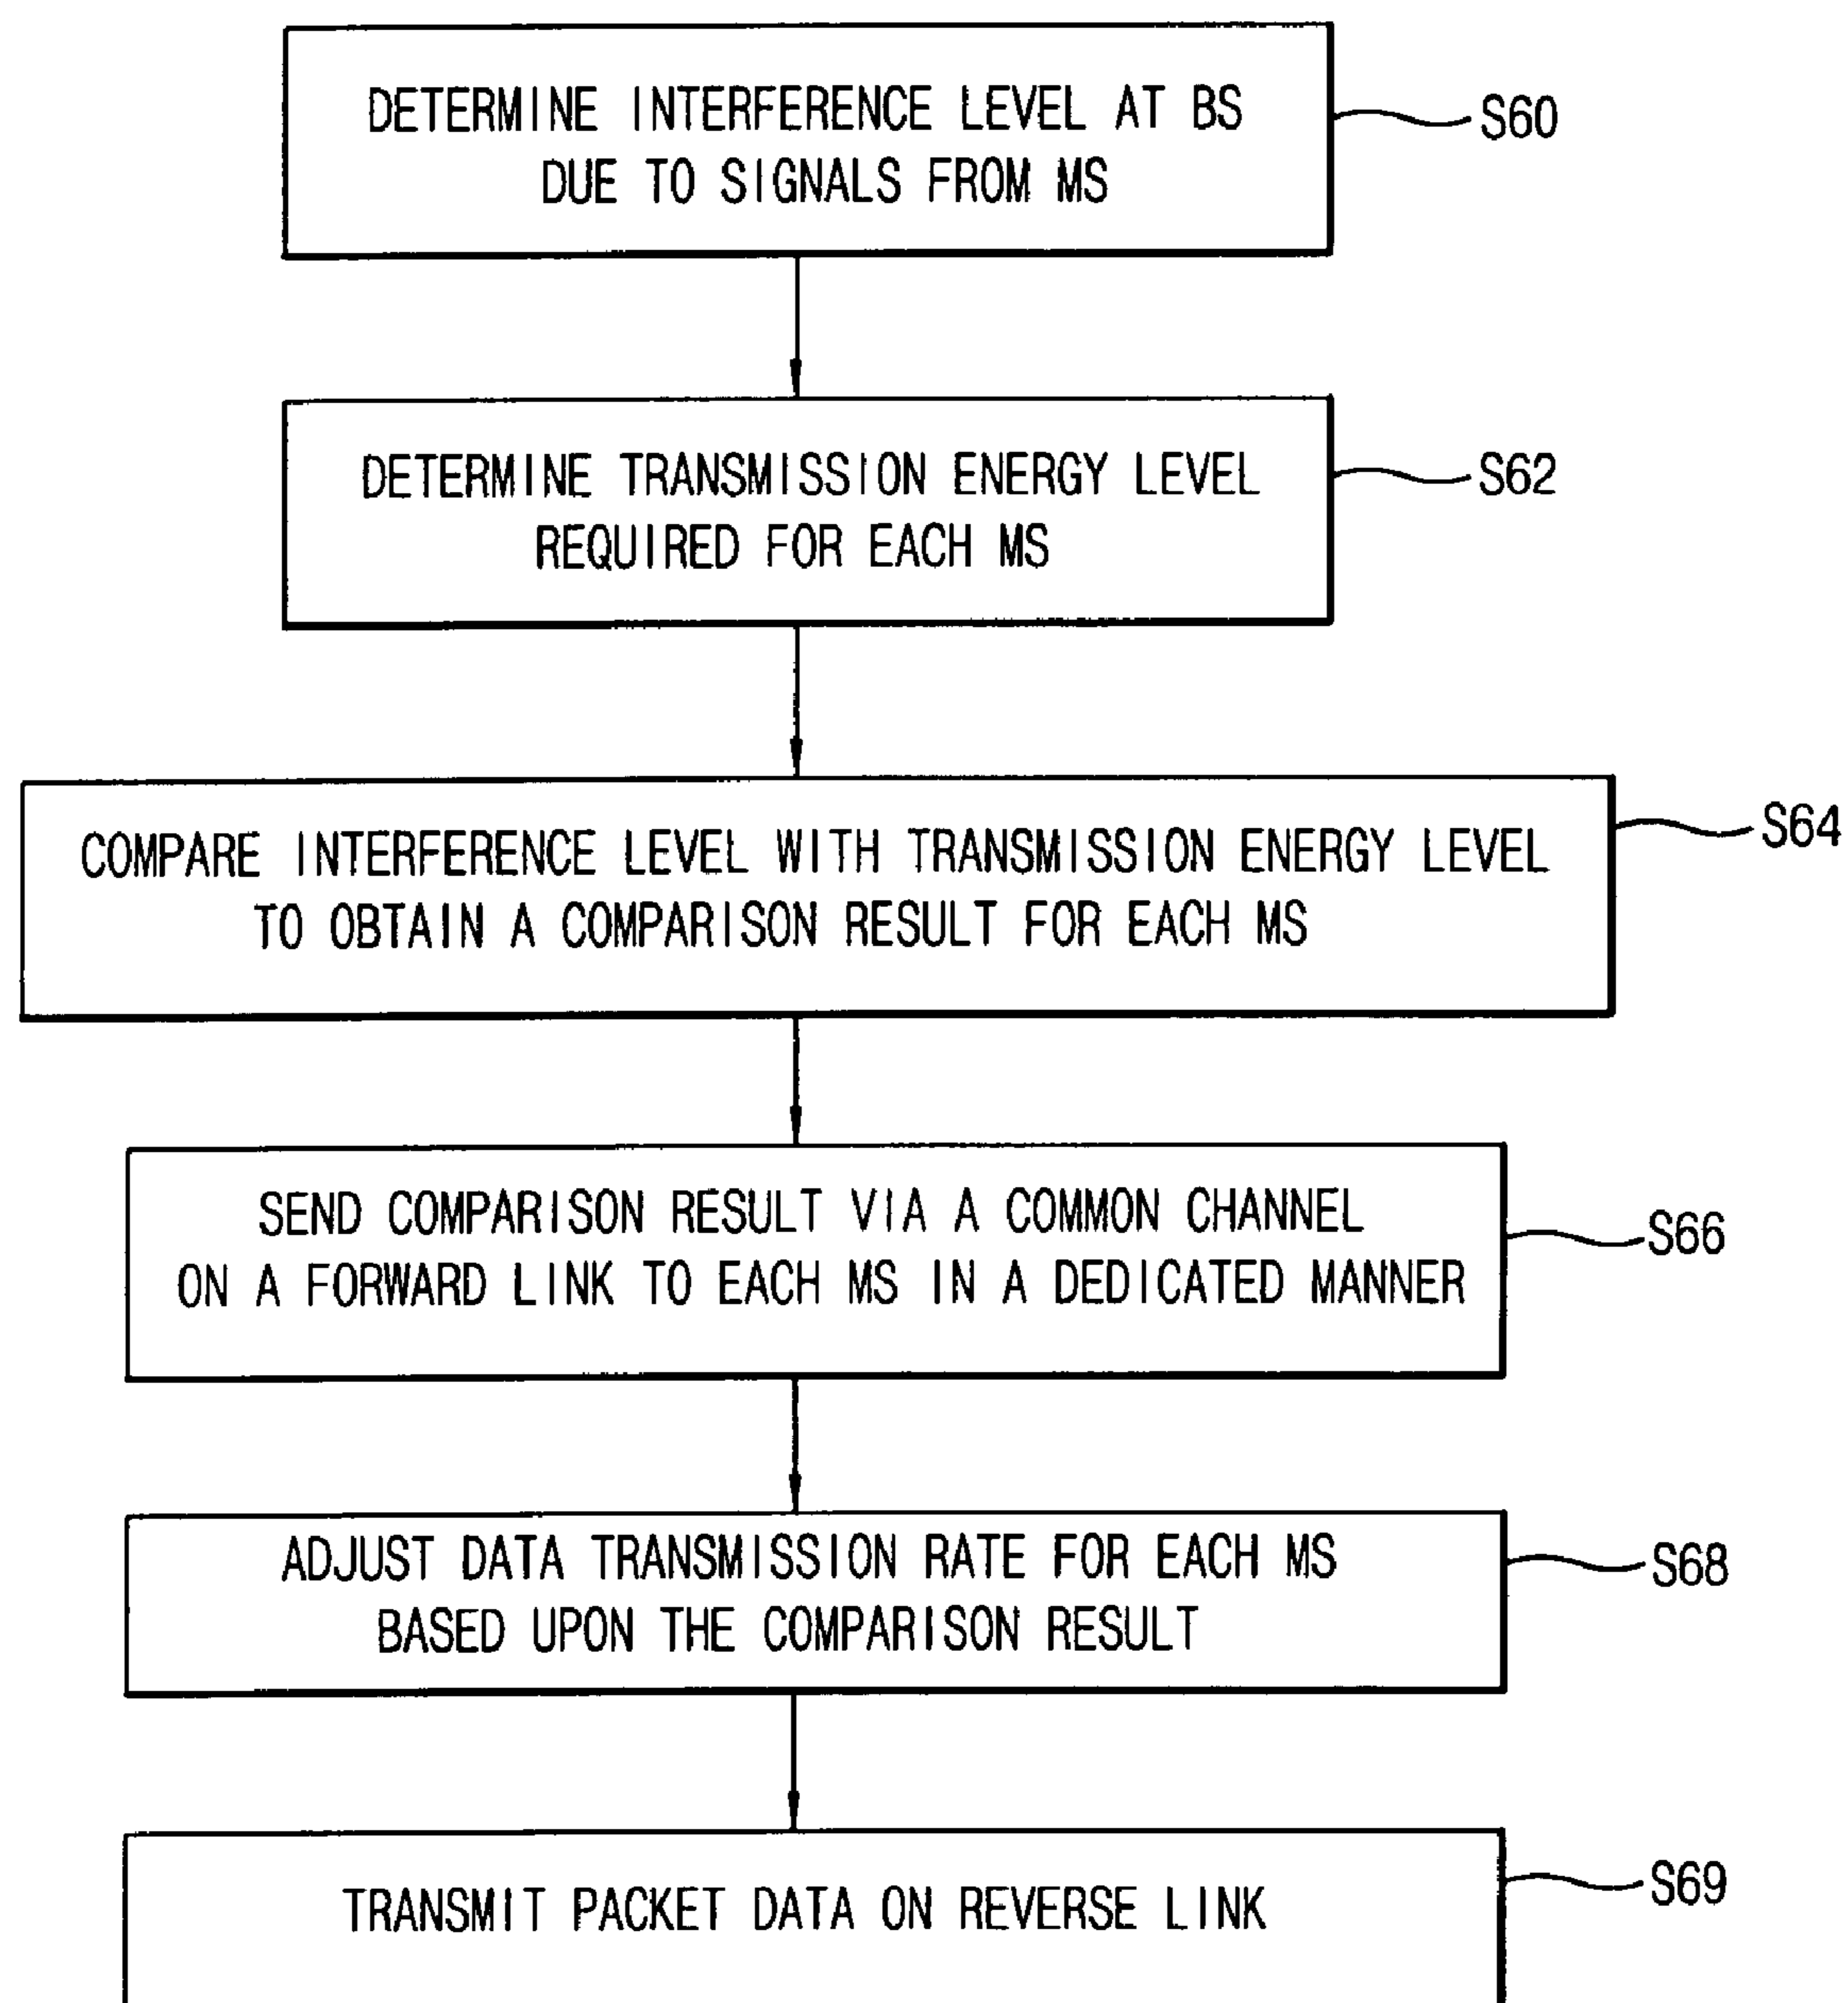 DETERMINE INTERFERENCE LEVEL AT BS
DUE TO SIGNALS FROM MS
S60
DETERMINE TRANSMISSION ENERGY LEVEL
REQUIRED FOR EACH MS
S62
COMPARE INTERFERENCE LEVEL WITH TRANSMISSION ENERGY LEVEL
TO OBTAIN A COMPARISON RESULT FOR EACH MS
S64
SEND COMPARISON RESULT VIA A COMMON CHANNEL
ON A FORWARD LINK TO EACH MS IN A DEDICATED MANNER
S66
ADJUST DATA TRANSMISSION RATE FOR EACH MS
BASED UPON THE COMPARISON RESULT
S68
TRANSMIT PACKET DATA ON REVERSE LINK
S69